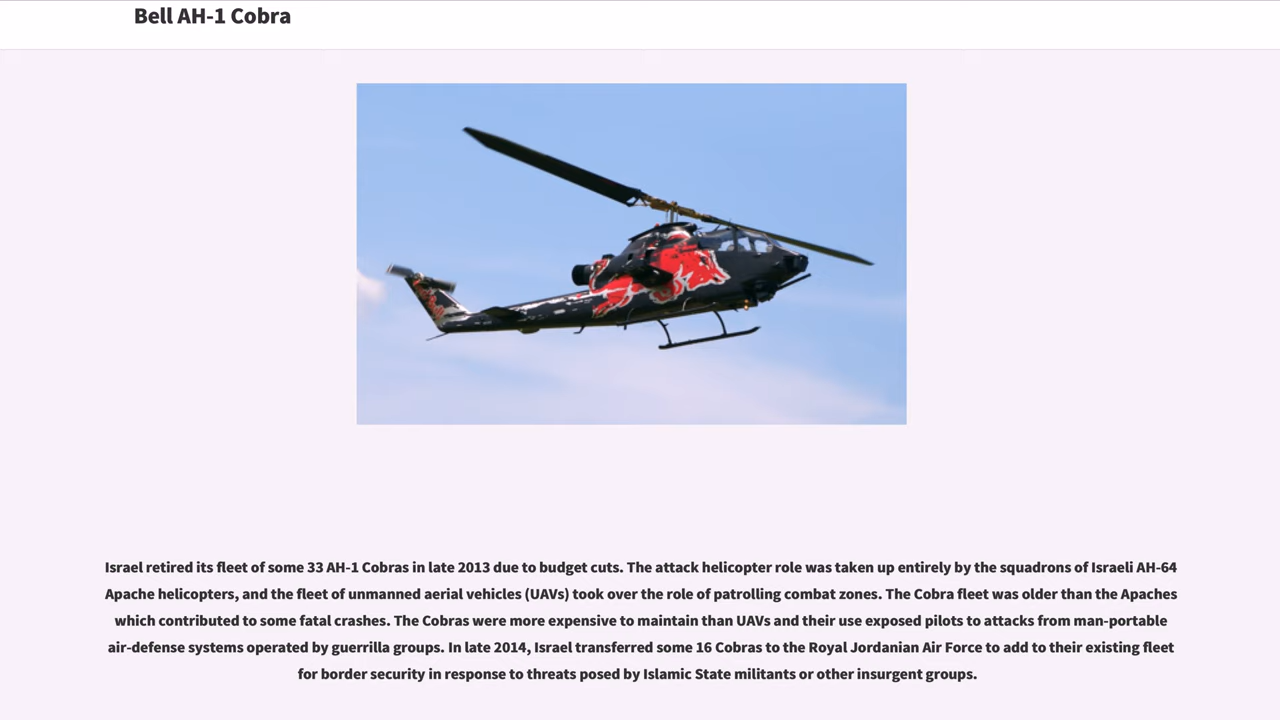 Bell AH-1 Cobra
Israel retired its fleet of some 33 AH-1 Cobras in late 2013 due to budget cuts. The attack helicopter role was taken up entirely by the squadrons of Israeli AH-64
Apache helicopters, and the fleet of unmanned aerial vehicles (UAVs) took over the role of patrolling combat zones. The Cobra fleet was older than the Apaches
which contributed to some fatal crashes. The Cobras were more expensive to maintain than UAVs and their use exposed pilots to attacks from man-portable
air-defense systems operated by guerrilla groups. In late 2014, Israel transferred some 16 Cobras to the Royal Jordanian Air Force to add to their existing fleet
for border security in response to threats posed by Islamic State militants or other insurgent groups.